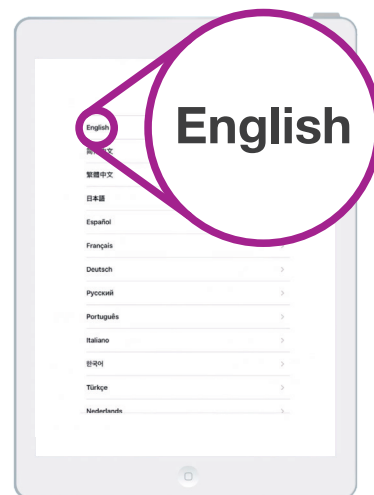 English
English
繁體中文
日本語
Español
Français
Deutsch
Русский
Português
Italiano
한국어
Türkçe
Nederlands